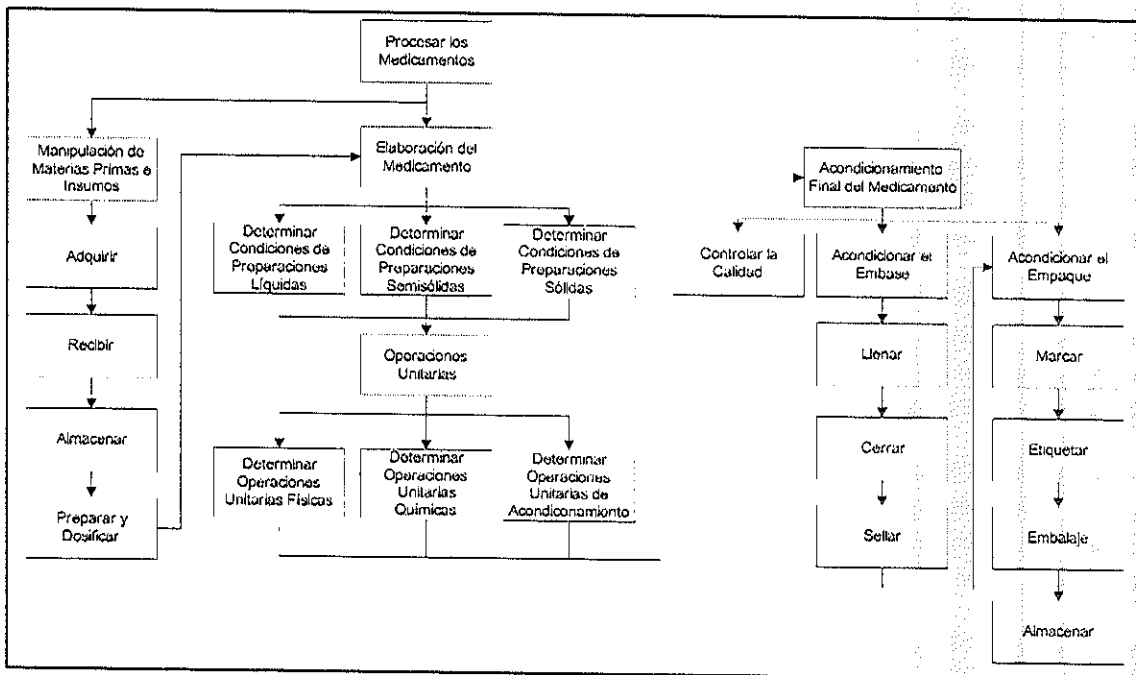 Procesar los
Medicamentos
Manipulación de
Materias Primas e
Insumos
Adquirir
Recibir
Almacenar
Preparar y
Dosificar
Elaboración del
Medicamento
Determinar
Condiciones de
Preparaciones
Líquidas
Determinar
Condiciones de
Preparaciones
Semisólidas
Determinar
Condiciones de
Preparaciones
Sólidas
Operaciones
Unitarias
Determinar
Operaciones
Unitarias Físicas
Determinar
Operaciones
Unitarias
Químicas
Determinar
Operaciones
Unitarias de
Acondiconamiento
Acondicionamiento
Final del Medicamento
Controlar la
Calidad
Acondicionar el
Embase
Llenar
Cerrar
Sellar
Acondicionar el
Empaque
Marcar
Etiquetar
Embalaje
Almacenar